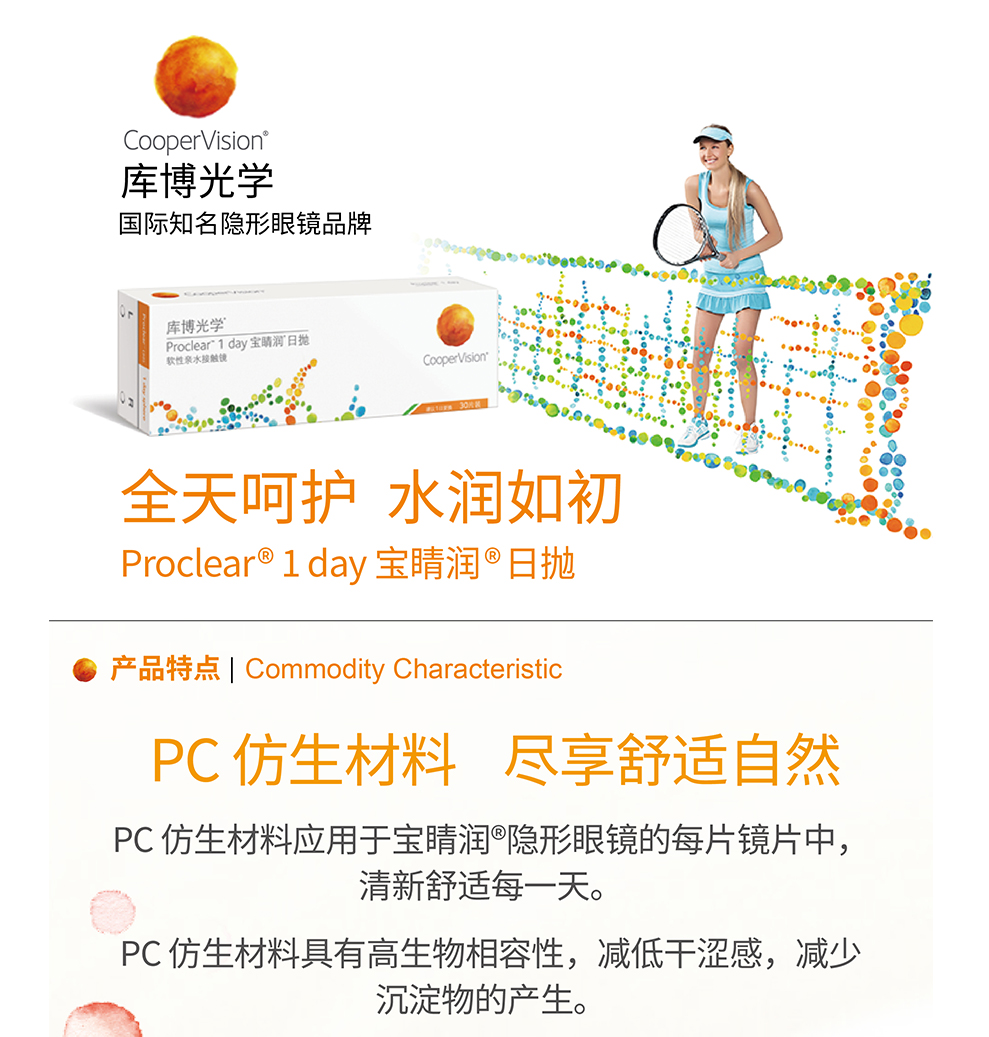 CooperVision®
库博光学
国际知名隐形眼镜品牌
CooperVision
库博光学
Proclear 1 day 宝睛润 日抛
软性亲水接触镜
CooperVision
30片装
全天呵护 水润如初
Proclear® 1 day 宝睛润®日抛
产品特点 | Commodity Characteristic
PC 仿生材料 尽享舒适自然
PC 仿生材料应用于宝睛润®隐形眼镜的每片镜片中，
清新舒适每一天。
PC 仿生材料具有高生物相容性，减低干涩感，减少
沉淀物的产生。